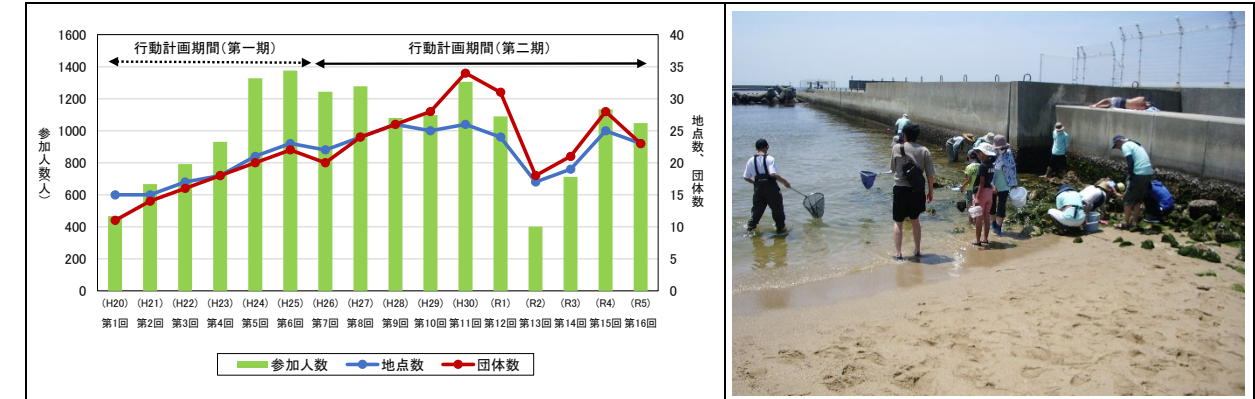 1600
1400
1200
1000
800
600
400
200
0
参加人数(人)
行動計画期間(第一期)
行動計画期間(第二期)
40
35
30
25
20
15
10
5
0
地点数、団体数
(H20) (H21) (H22) (H23) (H24) (H25) (H26) (H27) (H28) (H29) (H30) (R1) (R2) (R3) (R4) (R5)
第1回 第2回 第3回 第4回 第5回 第6回 第7回 第8回 第9回 第10回 第11回 第12回 第13回 第14回 第15回 第16回
参加人数 地点数 団体数